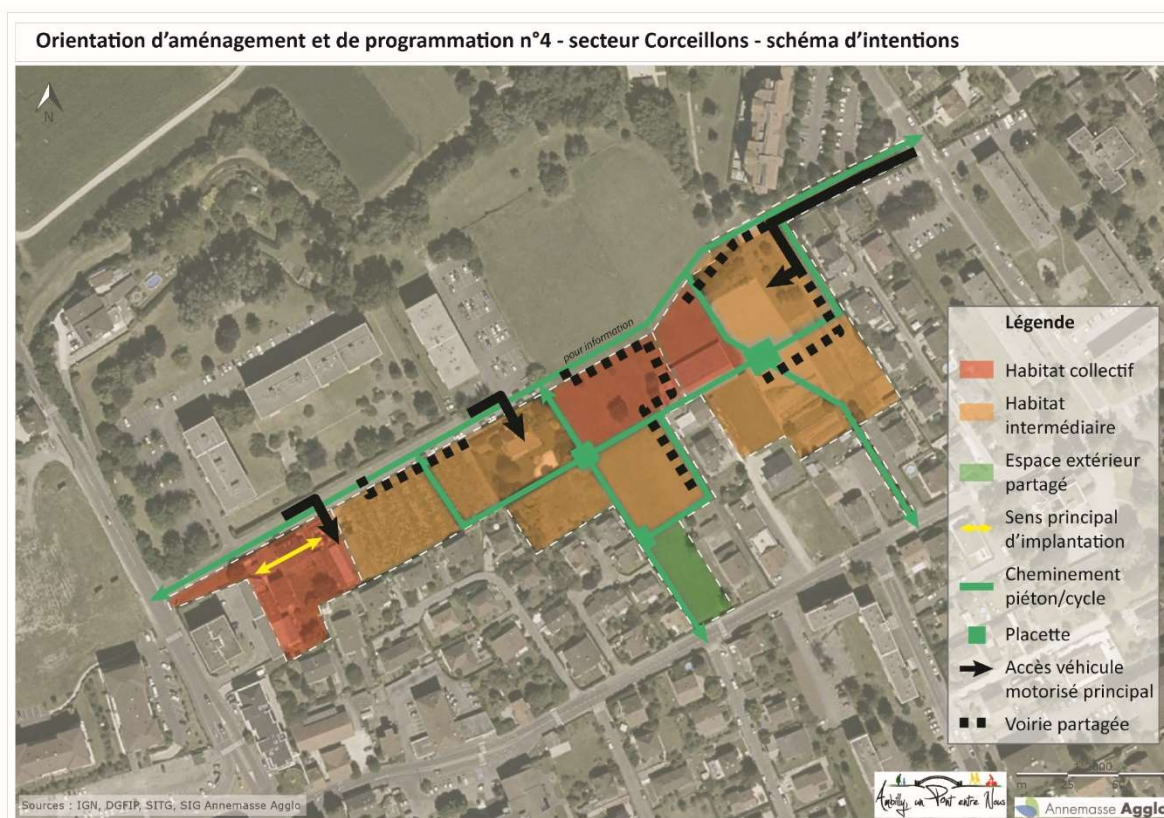 Orientation d'aménagement et de programmation n°4 - secteur Corceillons - schéma d'intentions
N
pour information
Légende
Habitat collectif
Habitat
intermédiaire
Espace extérieur
partagé
Sens principal
d'implantation
Cheminement
piéton/cycle
Placette
Accès véhicule
motorisé principal
Voirie partagée
m
Sources : IGN, DGFIP, SITG, SIG Annemasse Agglo
Ambilly, un Pont entre Nous
Annemasse Agglo